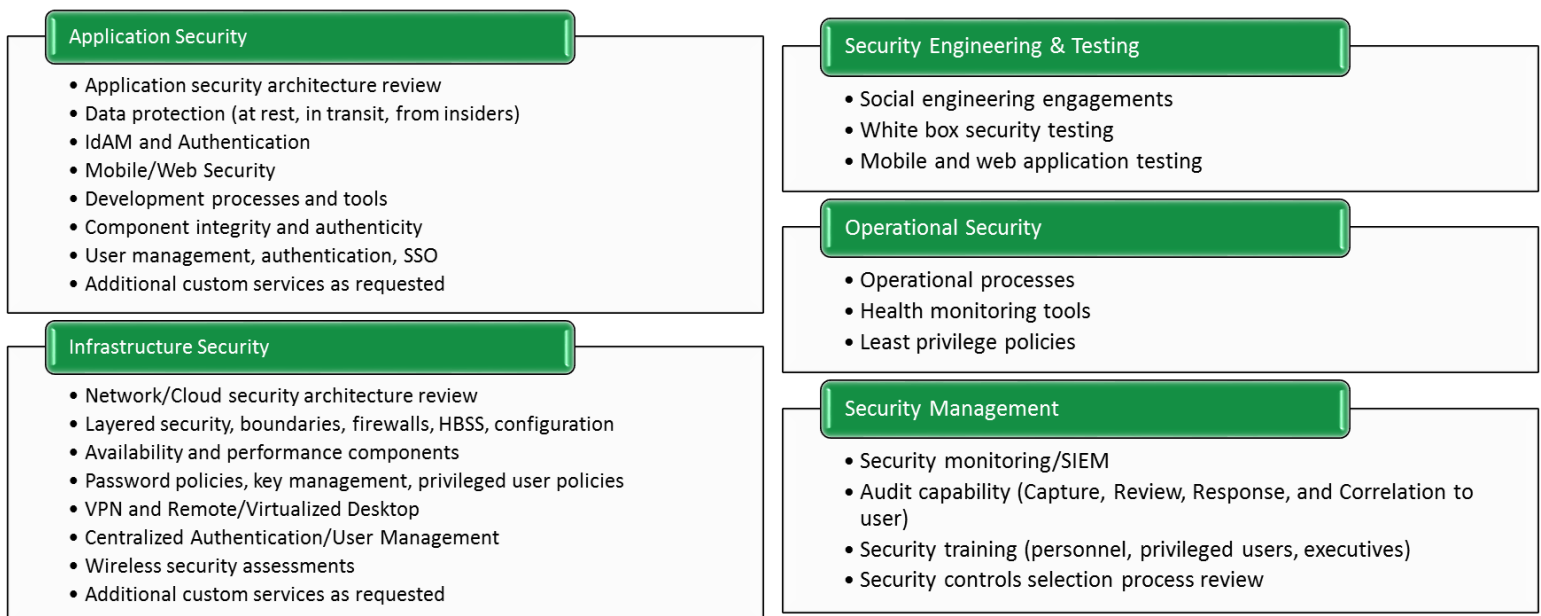 Application Security
• Application security architecture review
• Data protection (at rest, in transit, from insiders)
• IdAM and Authentication
• Mobile/Web Security
• Development processes and tools
• Component integrity and authenticity
• User management, authentication, SSO
• Additional custom services as requested
Infrastructure Security
• Network/Cloud security architecture review
• Layered security, boundaries, firewalls, HBSS, configuration
• Availability and performance components
• Password policies, key management, privileged user policies
• VPN and Remote/Virtualized Desktop
• Centralized Authentication/User Management
• Wireless security assessments
• Additional custom services as requested
Security Engineering & Testing
• Social engineering engagements
• White box security testing
• Mobile and web application testing
Operational Security
• Operational processes
• Health monitoring tools
• Least privilege policies
Security Management
• Security monitoring/SIEM
• Audit capability (Capture, Review, Response, and Correlation to
user)
• Security training (personnel, privileged users, executives)
• Security controls selection process review